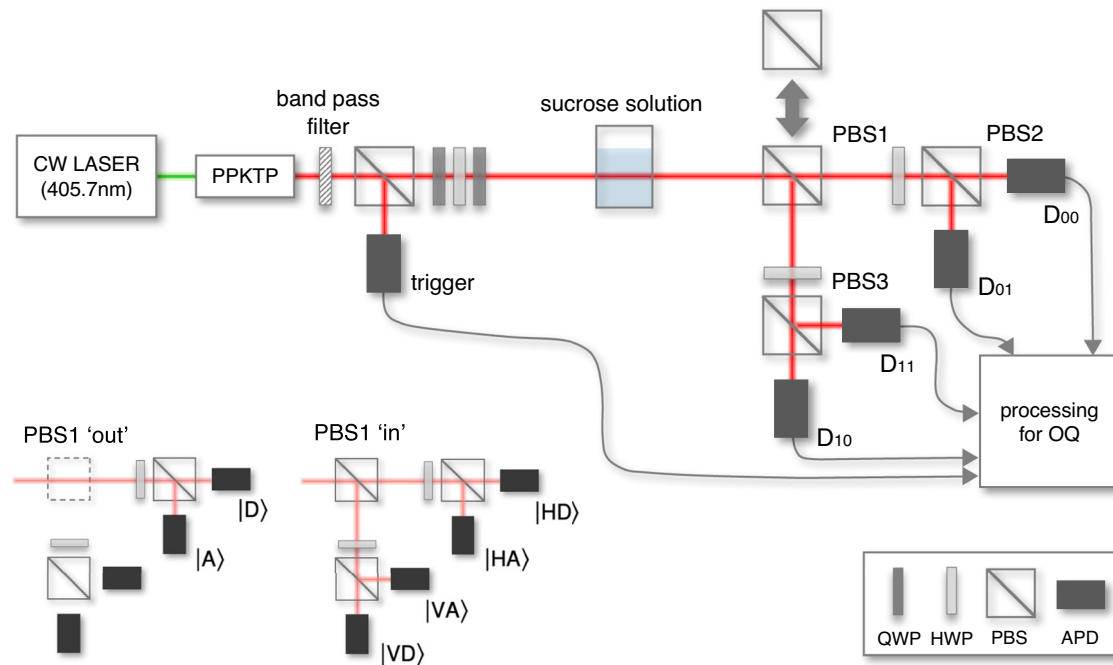 CW LASER
(405.7nm)
PPKTP
band pass
filter
trigger
sucrose solution
PBS1
PBS2
PBS3
D00
D01
D11
D10
processing
for OQ
PBS1 ‘out’
|D⟩
|A⟩
PBS1 ‘in’
|HD⟩
|HA⟩
|VA⟩
|VD⟩
QWP HWP PBS APD